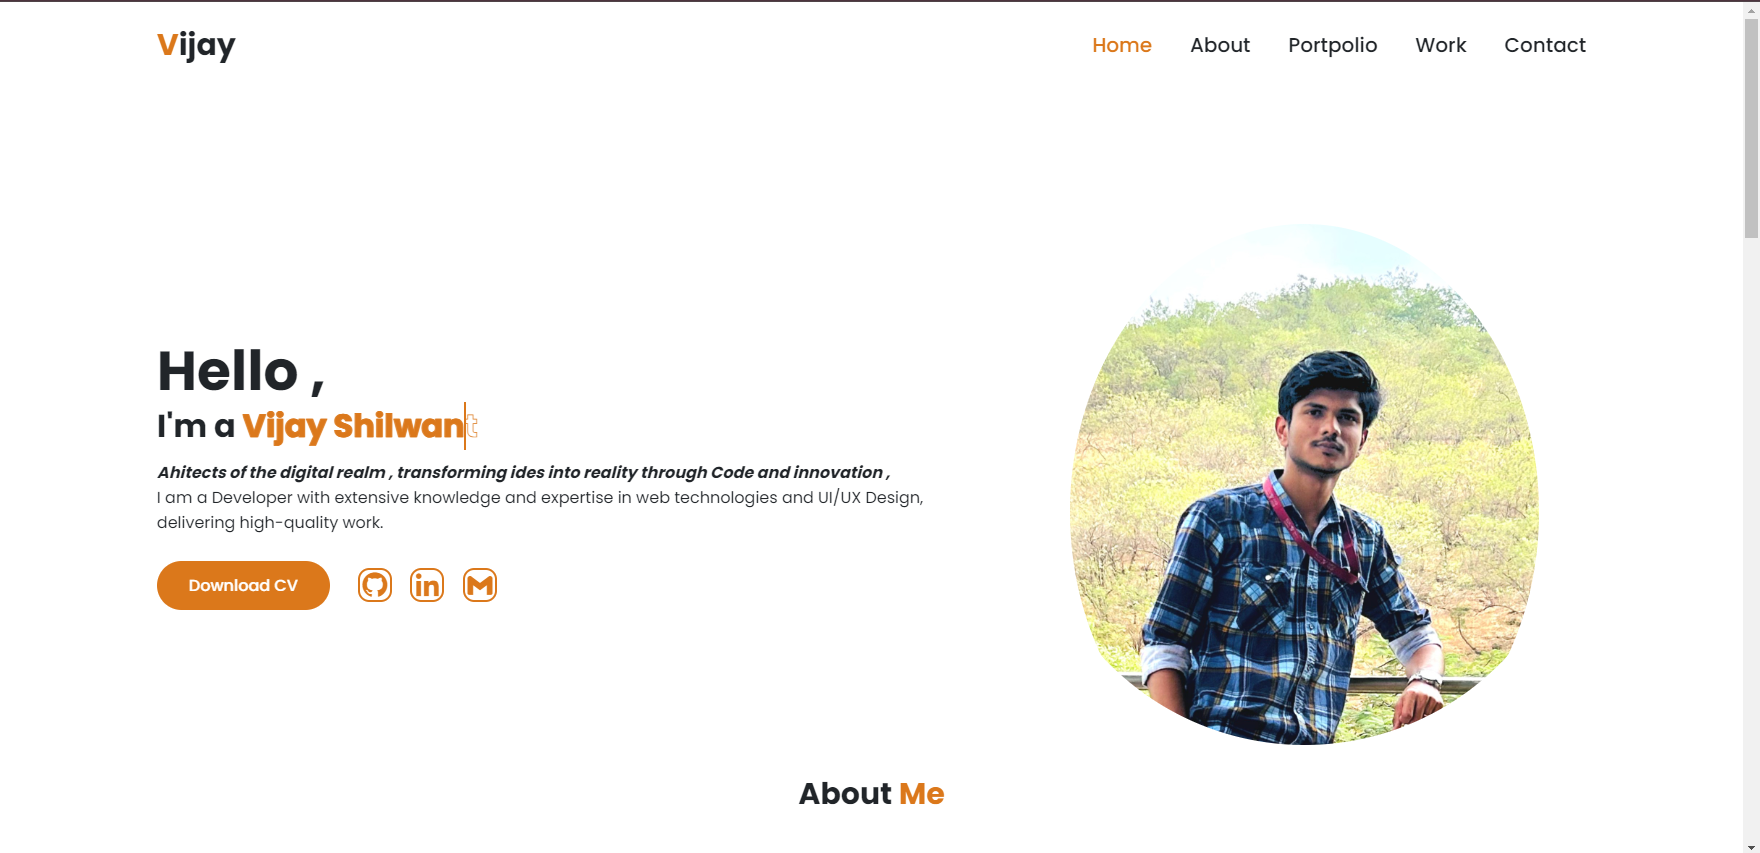 Vijay
Home About Portpolio Work Contact
Hello ,
I'm a Vijay Shilwant
Ahitects of the digital realm , transforming ides into reality through Code and innovation ,
I am a Developer with extensive knowledge and expertise in web technologies and UI/UX Design,
delivering high-quality work.
Download CV
About Me